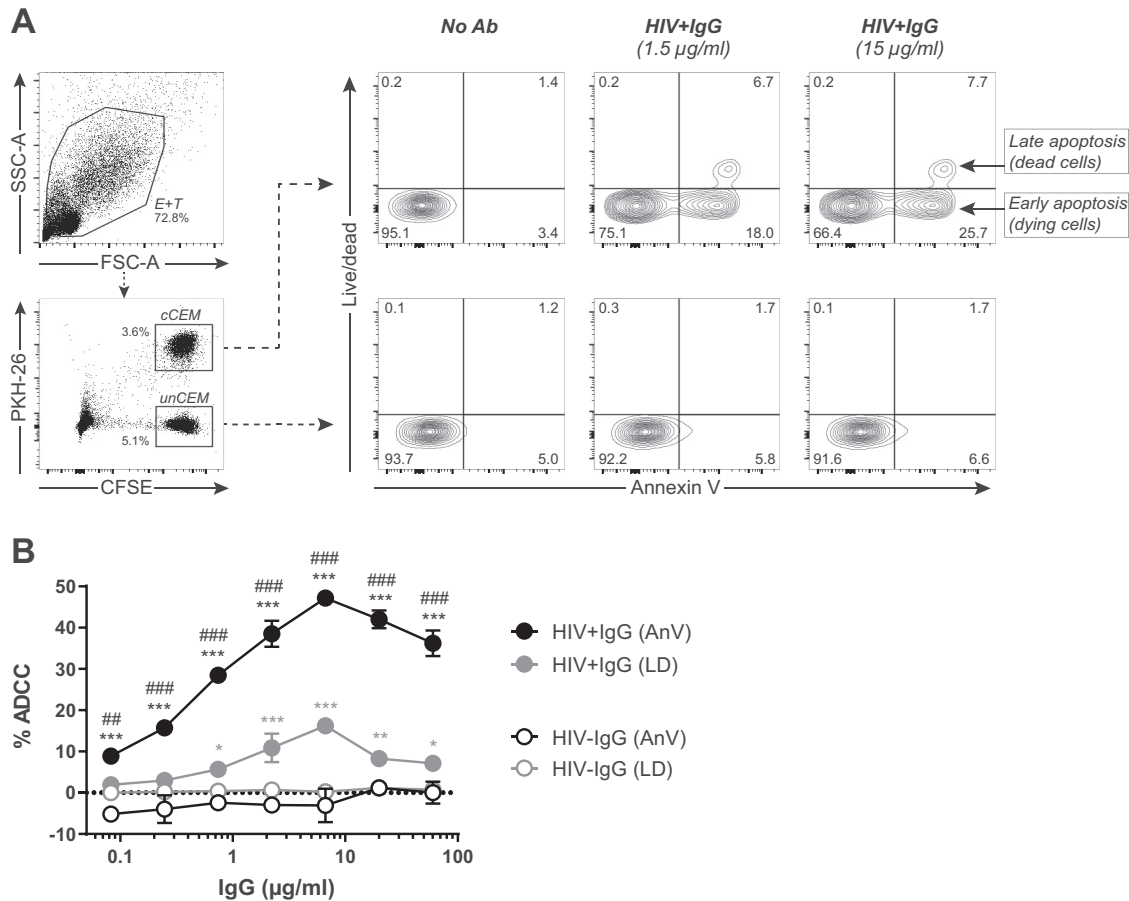 A
No Ab
HIV+IgG
(1.5 µg/ml)
HIV+IgG
(15 µg/ml)
SSC-A
E+T
72.8%
FSC-A
PKH-26
cCEM
3.6%
unCEM
5.1%
CFSE
Live/dead
0.2 1.4
95.1 3.4
0.2 6.7
75.1 18.0
0.2 7.7
66.4 25.7
Late apoptosis
(dead cells)
Early apoptosis
(dying cells)
0.1 1.2
93.7 5.0
0.3 1.7
92.2 5.8
0.1 1.7
91.6 6.6
Annexin V
B
% ADCC
50
40
30
20
10
0
-10
##
***
###
***
###
***
###
***
###
***
###
***
###
***
*
***
***
**
*
0.1 1 10 100
IgG (µg/ml)
HIV+IgG (AnV)
HIV+IgG (LD)
HIV-IgG (AnV)
HIV-IgG (LD)